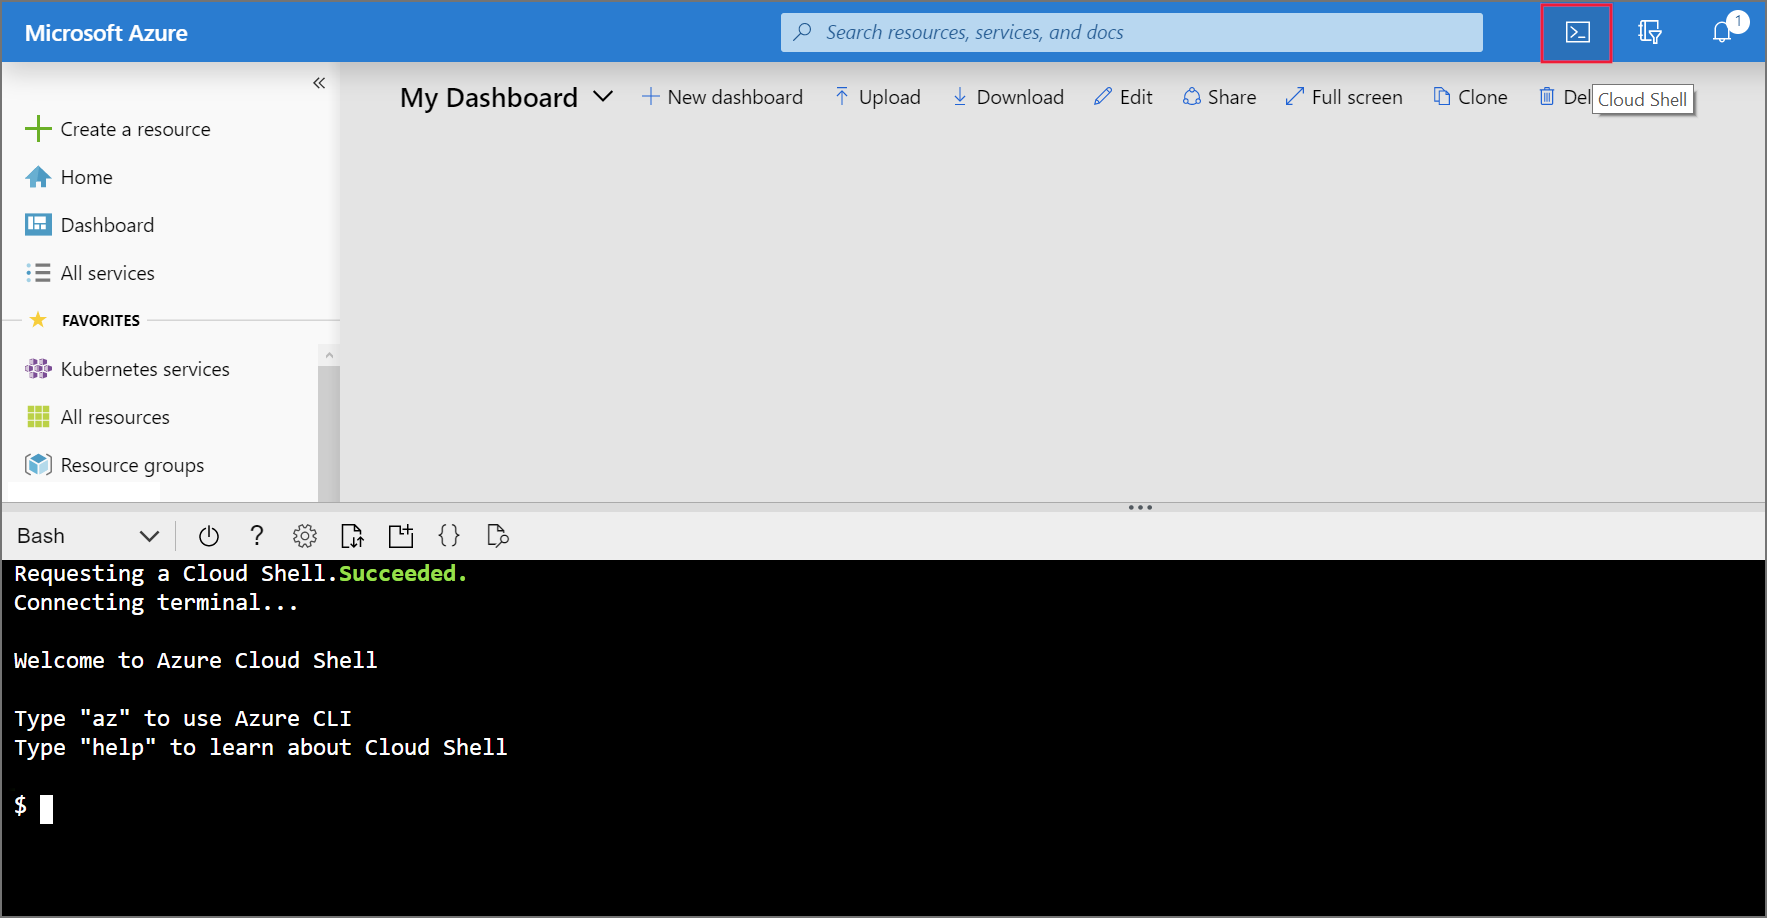 Microsoft Azure
Search resources, services, and docs
1
«
My Dashboard
New dashboard
Upload
Download
Edit
Share
Full screen
Clone
Del
Cloud Shell
Create a resource
Home
Dashboard
All services
FAVORITES
Kubernetes services
All resources
Resource groups
Bash
?
{}
Requesting a Cloud Shell.Succeeded.
Connecting terminal...
Welcome to Azure Cloud Shell
Type "az" to use Azure CLI
Type "help" to learn about Cloud Shell
$